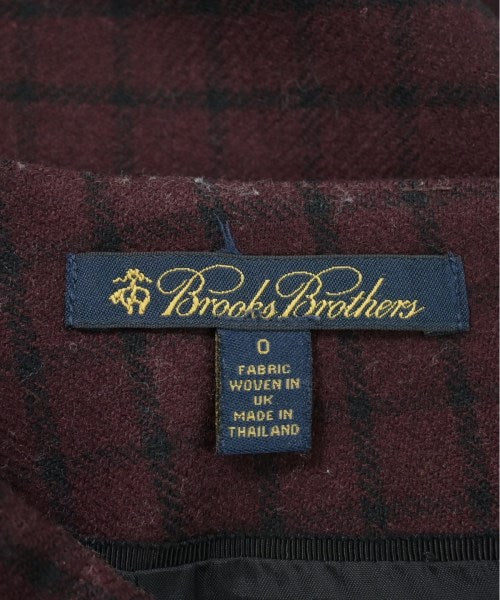 Brooks Brothers
0
FABRIC
WOVEN IN
UK
MADE IN
THAILAND